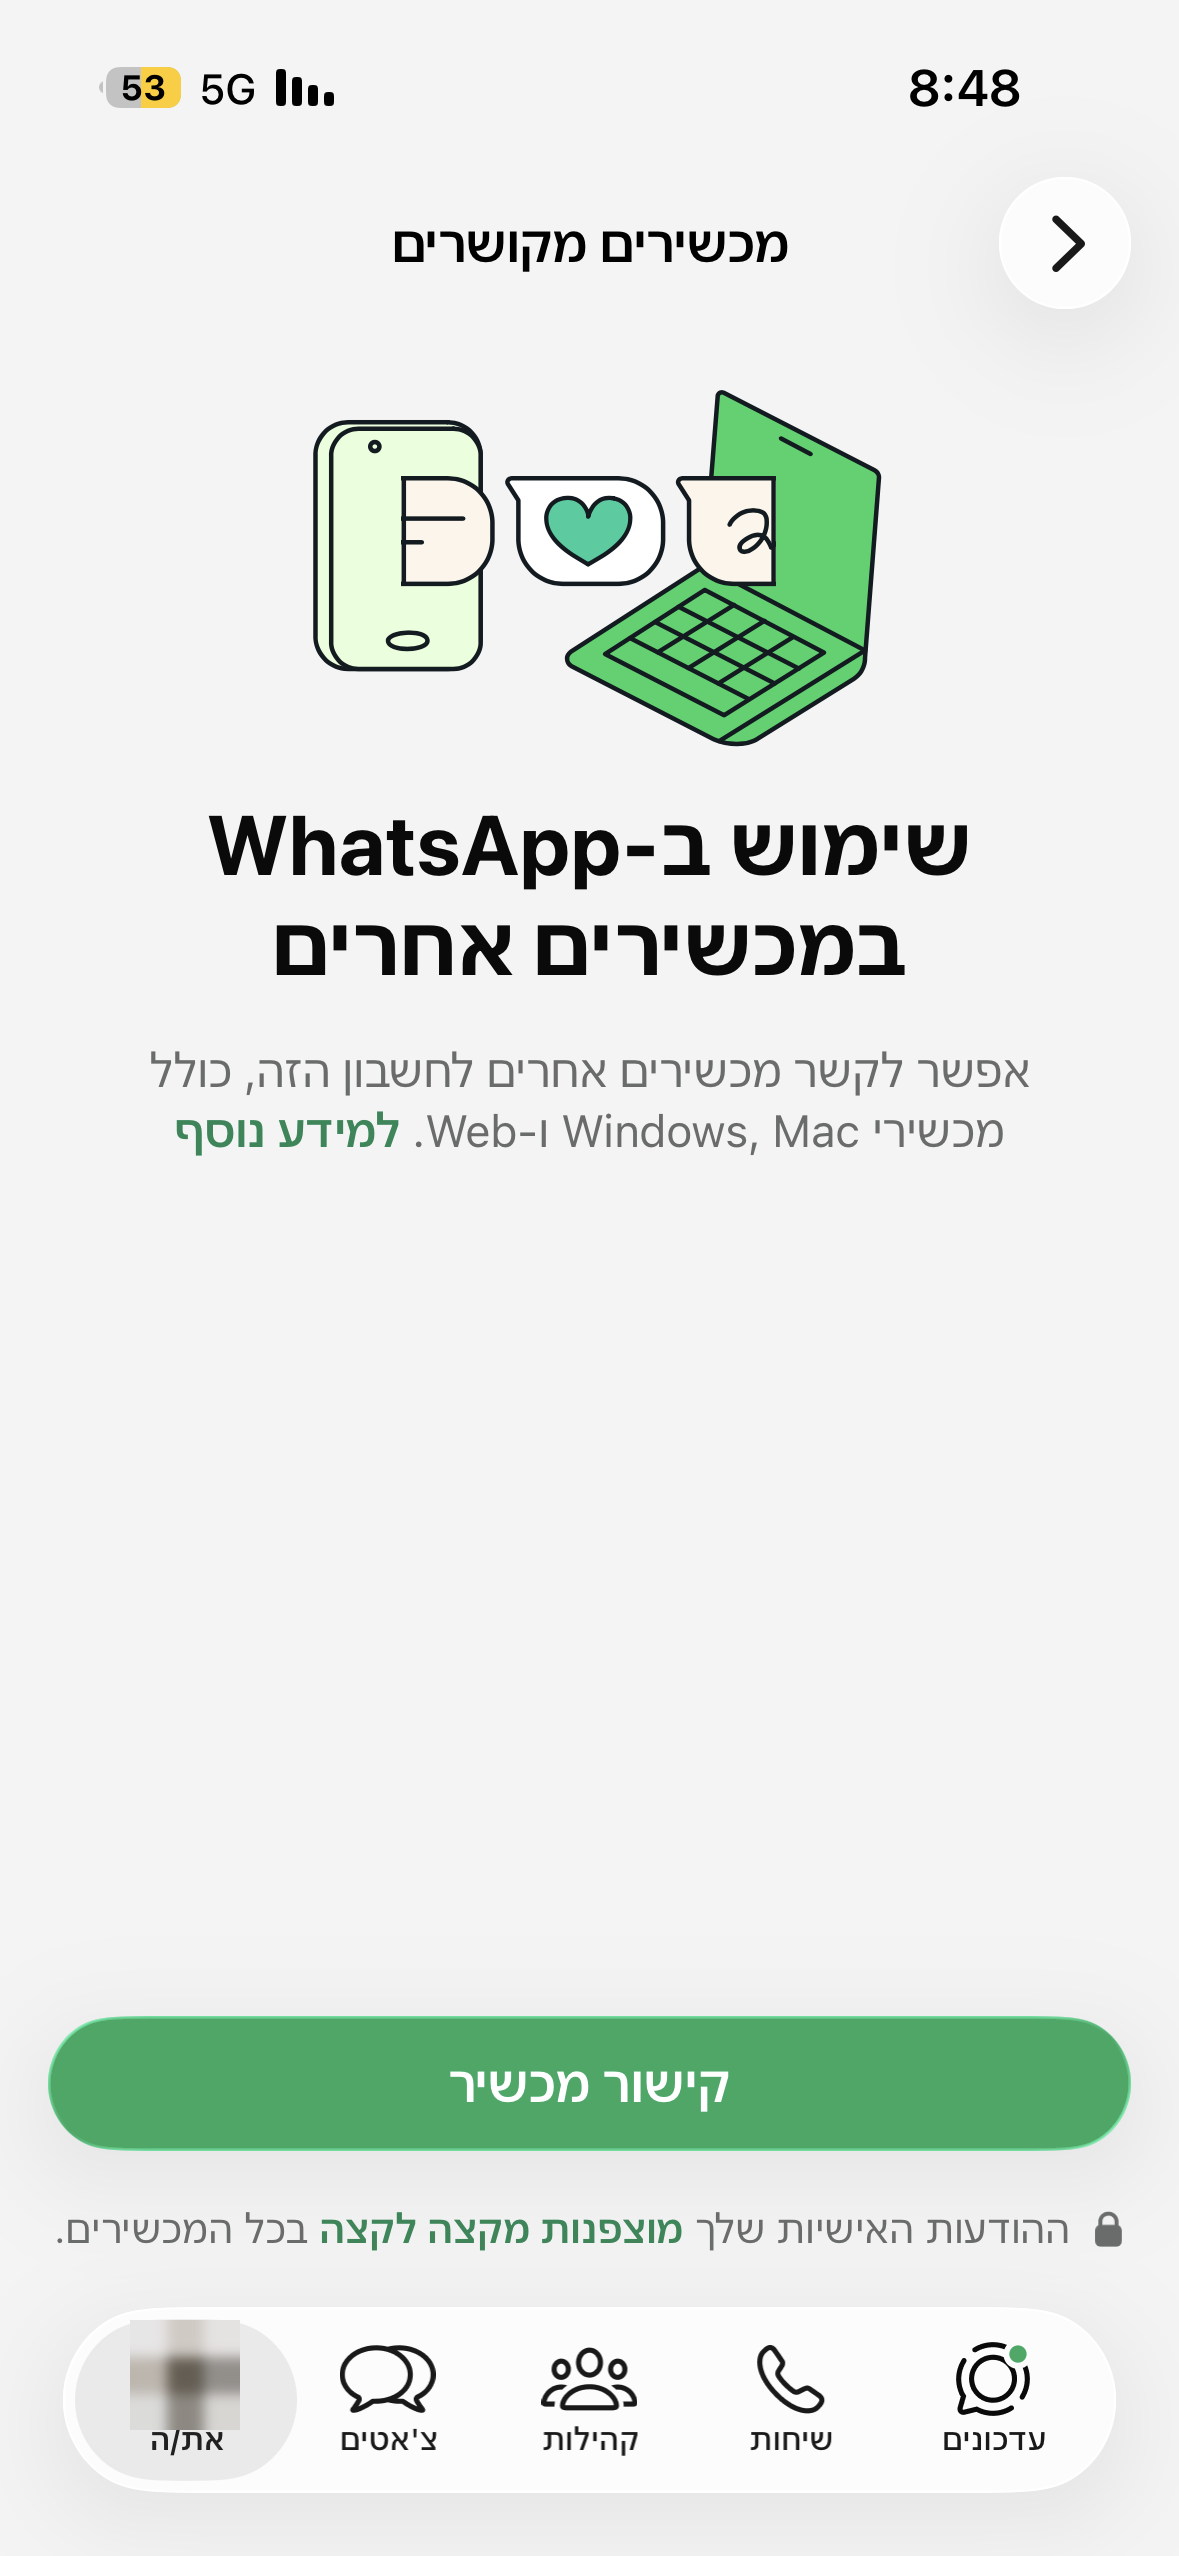 8:48
5G
53
מכשירים מקושרים
שימוש ב-WhatsApp
במכשירים אחרים
אפשר לקשר מכשירים אחרים לחשבון הזה, כולל
מכשירי Windows, Mac ו-Web. למידע נוסף
קישור מכשיר
ההודעות האישיות שלך מוצפנות מקצה לקצה בכל המכשירים.
עדכונים
שיחות
קהילות
צ'אטים
את/ה